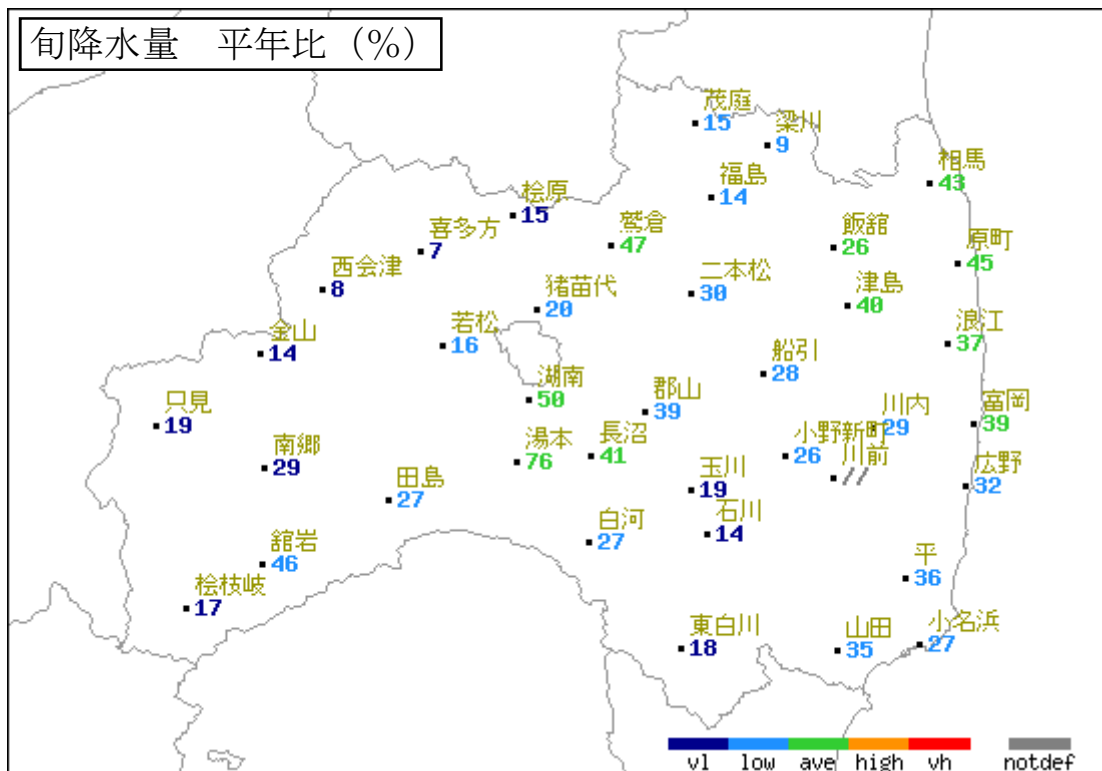 旬降水量　平年比（%）
茂庭
15
梁川
9
相馬
43
福島
14
桧原
15
喜多方
7
鷲倉
47
飯舘
26
原町
45
西会津
8
猪苗代
20
二本松
30
津島
40
金山
14
若松
16
浪江
37
船引
28
湖南
50
郡山
39
只見
19
川内
29
富岡
39
南郷
29
湯本
76
長沼
41
小野新町
26
川前
//
広野
32
田島
27
玉川
19
石川
14
白河
27
舘岩
46
平
36
桧枝岐
17
東白川
18
山田
35
小名浜
27
vl low ave high vh notdef